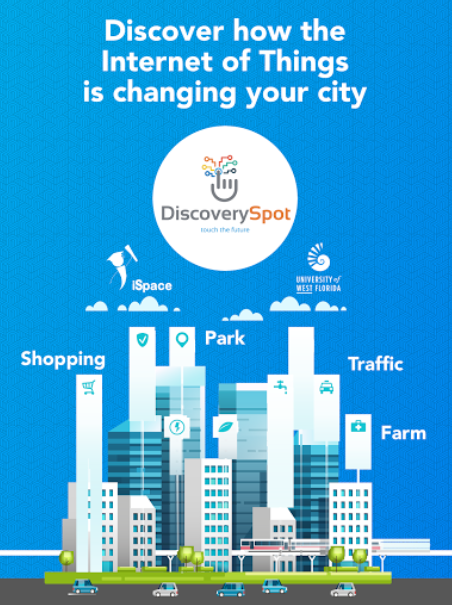 Discover how the
Internet of Things
is changing your city
DiscoverySpot
touch the future
iSpace
UNIVERSITY of
WEST FLORIDA
Park
Shopping
Traffic
Farm